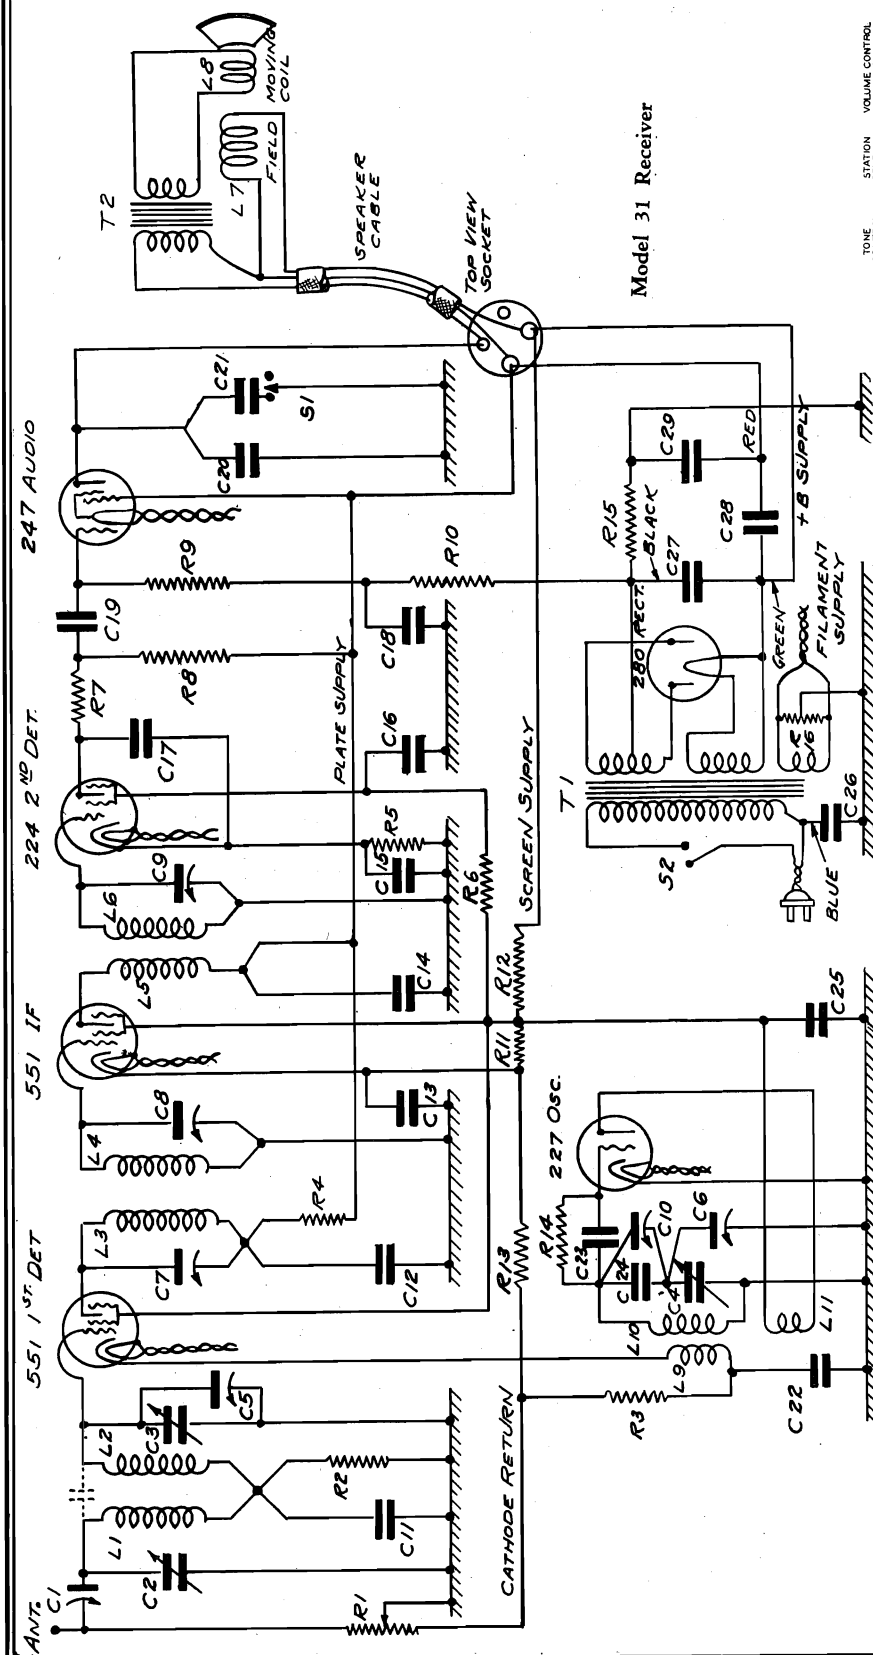 ANT.
551 1ST. DET
551 IF
224 2ND DET.
247 AUDIO
C1
C2
L1
L2
C3
C5
C11
R1
R2
L3
C7
C12
R4
L4
C8
C13
L5
L6
C9
C14
C15
R5
C16
C17
R6
R7
R8
C19
R9
C18
R10
PLATE SUPPLY
C20
C21
S1
T2
L8
MOVING
COIL
L7
FIELD
SPEAKER
CABLE
TOP VIEW
SOCKET
Model 31 Receiver
CATHODE RETURN
R13
R11
R12
SCREEN SUPPLY
R3
L9
C22
L10
C4
C24
C23
R14
C10
C6
227 OSC.
L11
C25
T1
S2
BLUE
C26
280 RECT.
R16
FILAMENT
SUPPLY
GREEN
BLACK
R15
C27
C28
C29
RED
+ B SUPPLY
TONE
STATION
VOLUME CONTROL